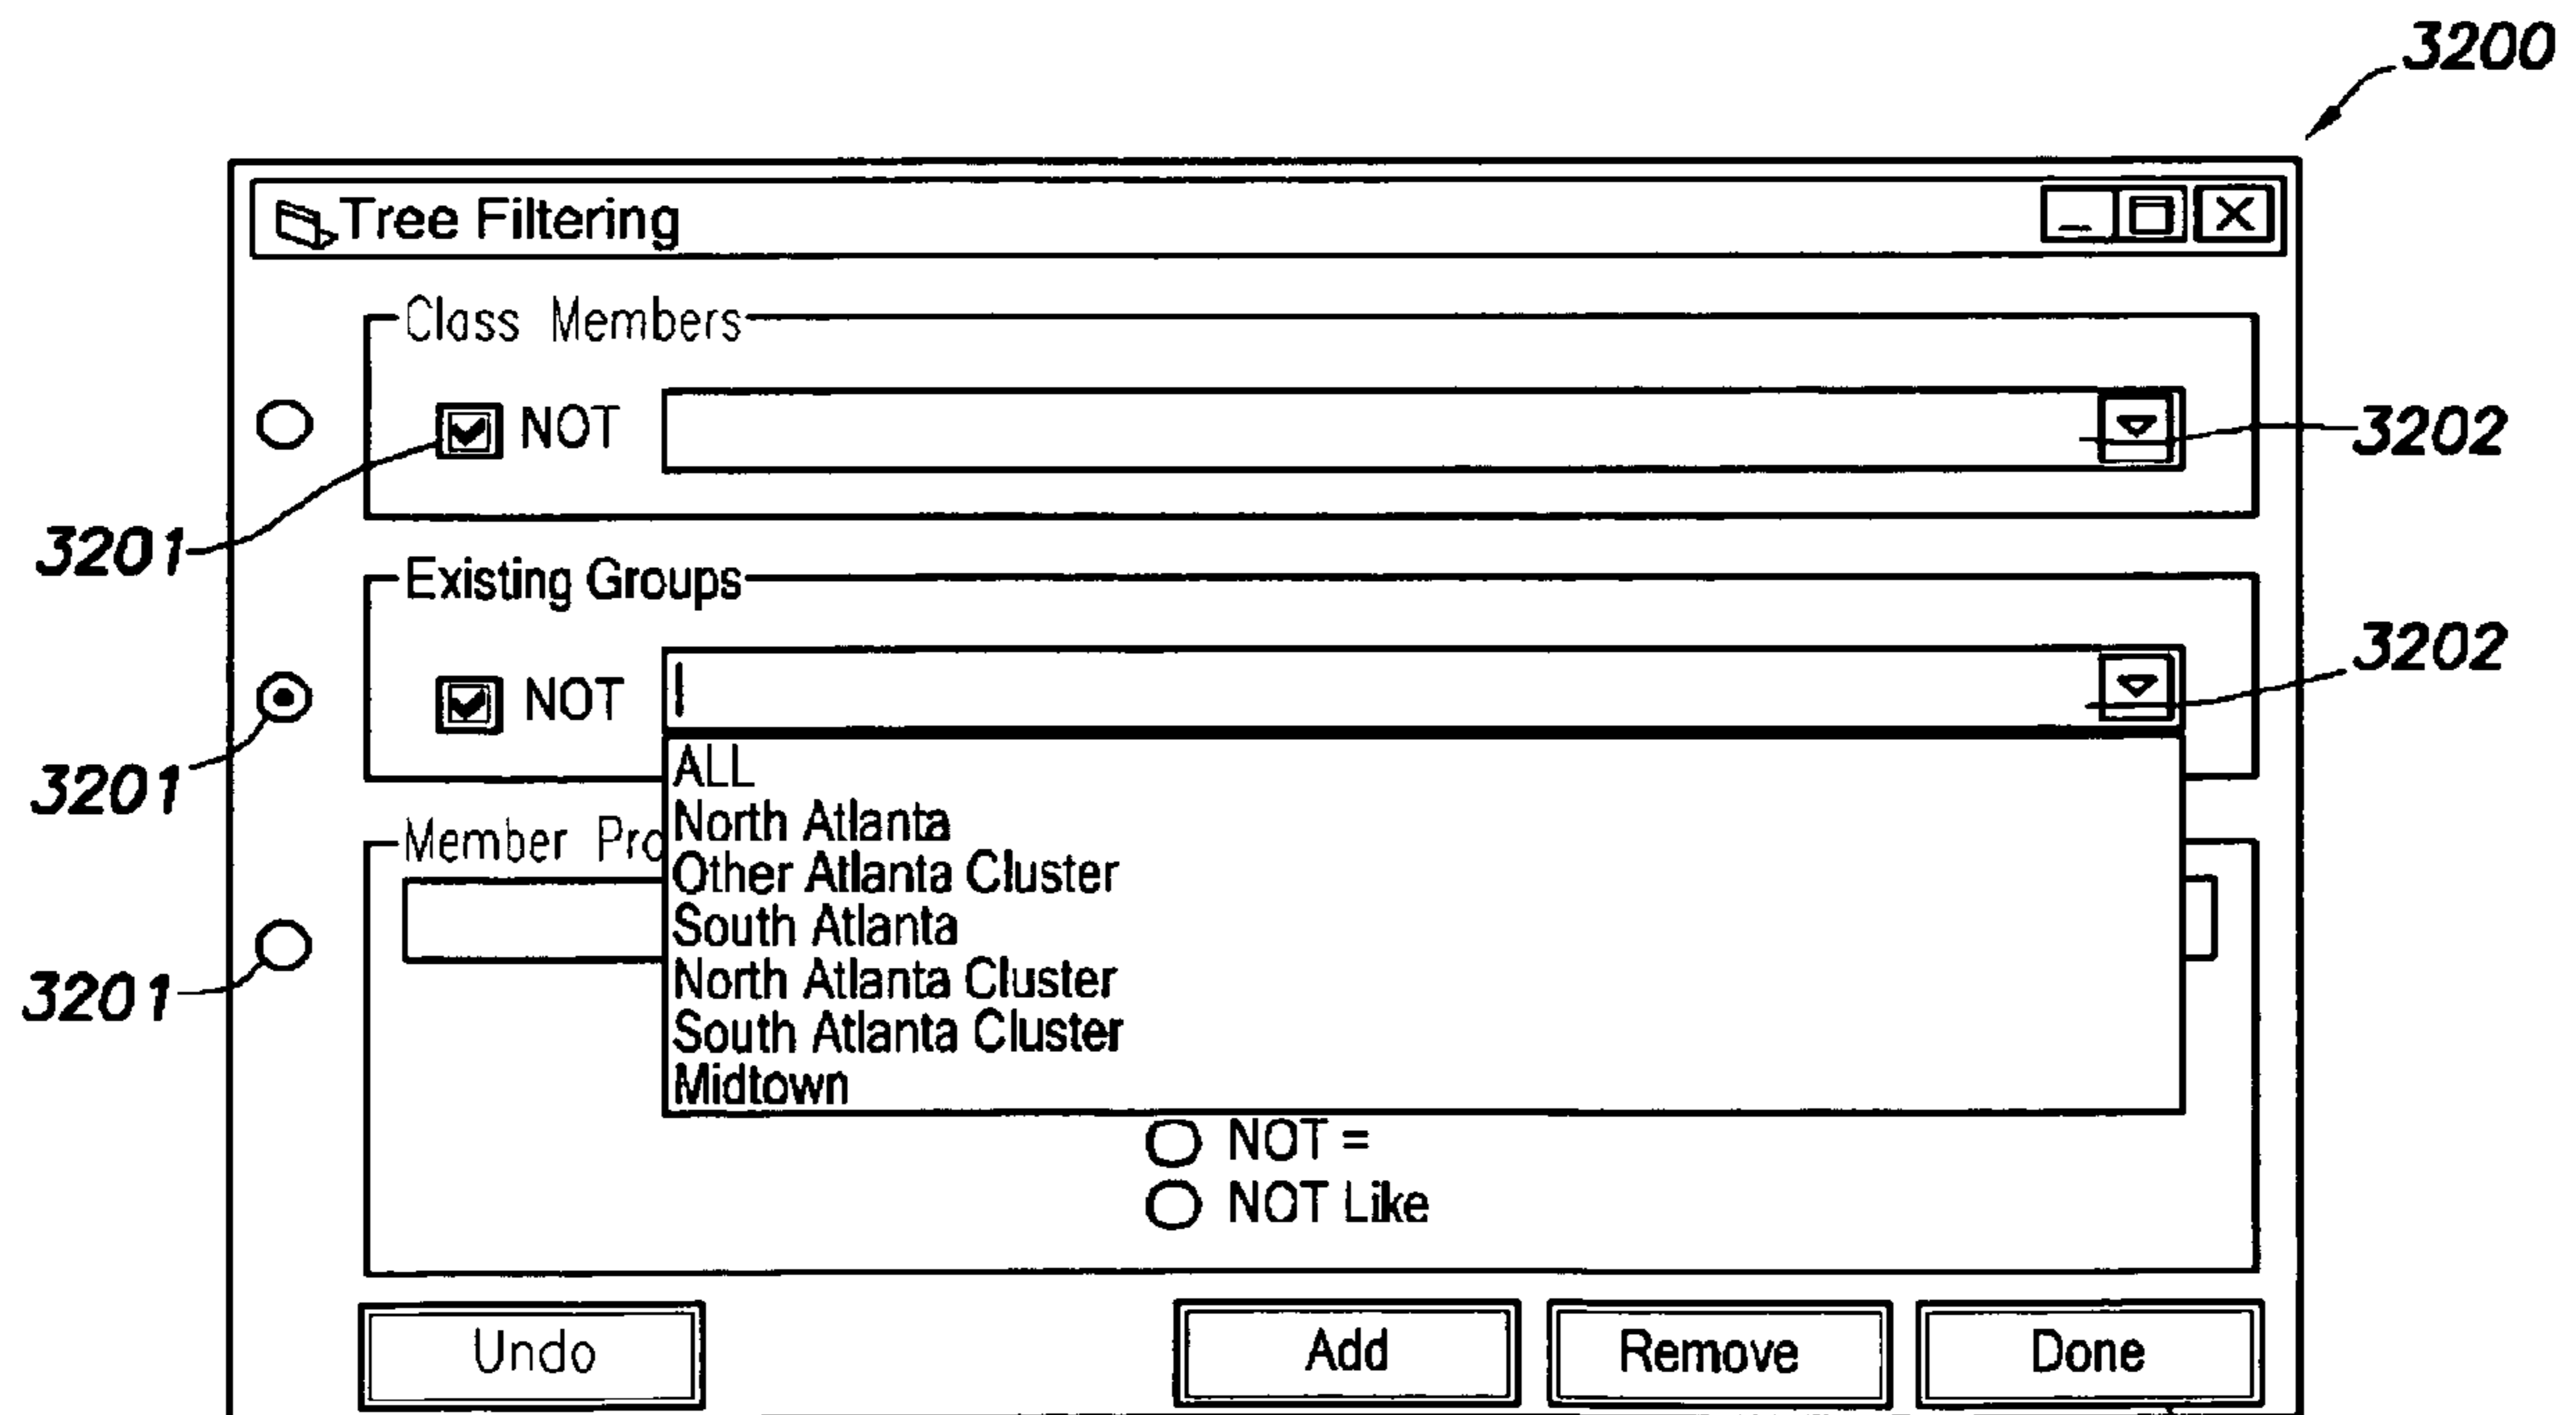 3200
Tree Filtering
Class Members
NOT
3202
3201
Existing Groups
NOT
3202
3201
ALL
North Atlanta
Member Pro
Other Atlanta Cluster
South Atlanta
3201
North Atlanta Cluster
South Atlanta Cluster
Midtown
NOT =
NOT Like
Undo Add Remove Done